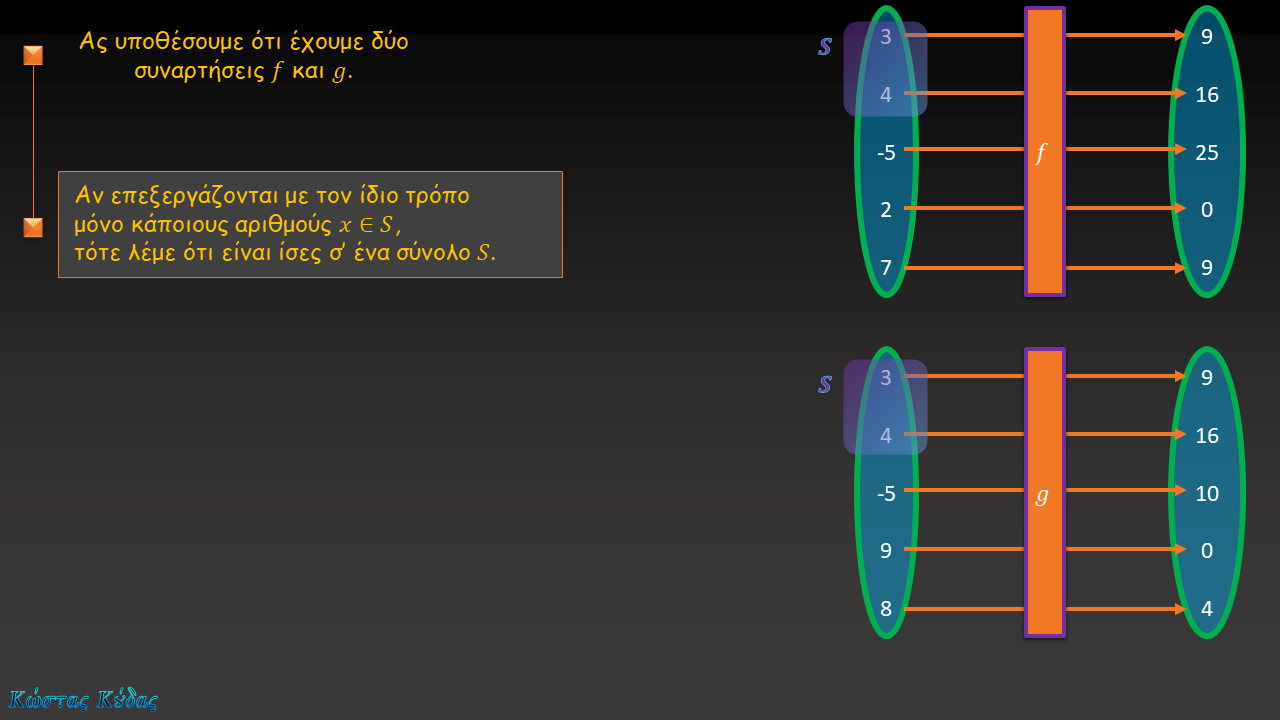 Ας υποθέσουμε ότι έχουμε δύο
συναρτήσεις f και g.
Αν επεξεργάζονται με τον ίδιο τρόπο
μόνο κάποιους αριθμούς x ∈ S,
τότε λέμε ότι είναι ίσες σ' ένα σύνολο S.
S
3
9
4
16
-5
f
25
2
0
7
9
S
3
9
4
16
-5
g
10
9
0
8
4
Κώστας Κύδας